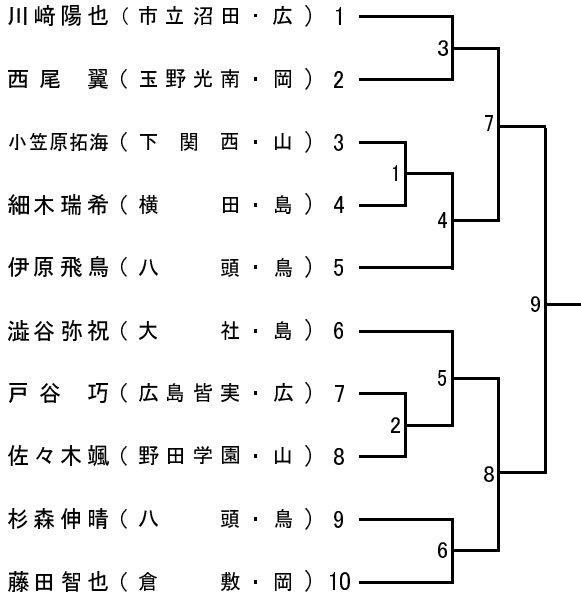 川﨑陽也（市立沼田・広）1
西尾　翼（玉野光南・岡）2
小笠原拓海（下関西・山）3
細木瑞希（横田・島）4
伊原飛鳥（八頭・鳥）5
澁谷弥祝（大社・島）6
戸谷　巧（広島皆実・広）7
佐々木颯（野田学園・山）8
杉森伸晴（八頭・鳥）9
藤田智也（倉敷・岡）10
3
7
1
4
9
5
2
8
6